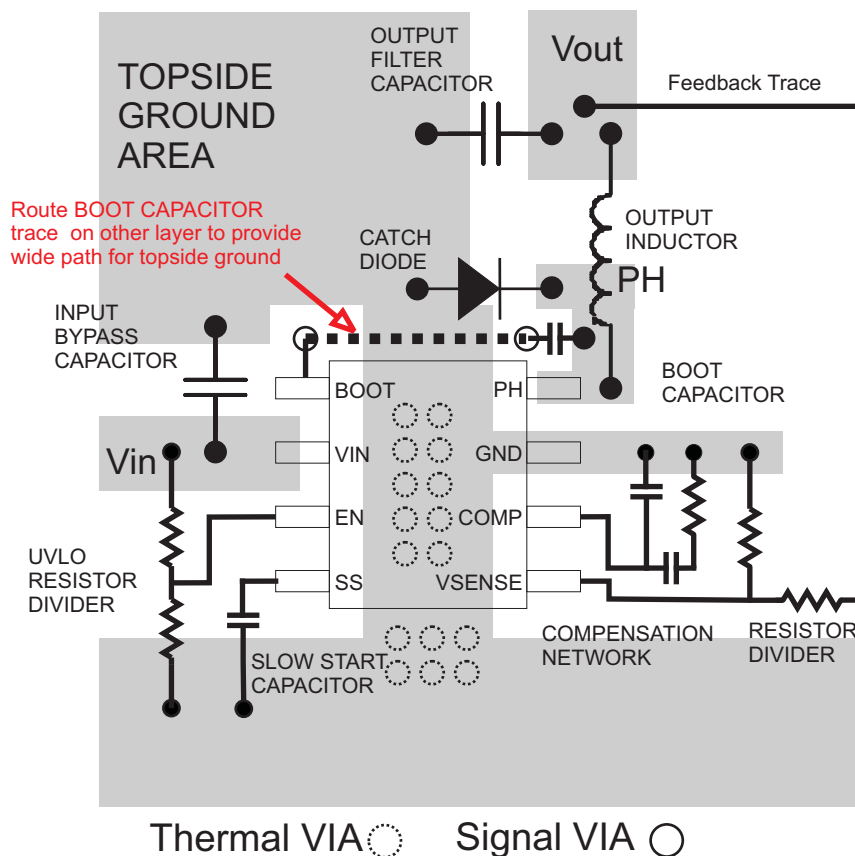 TOPSIDE
GROUND
AREA
OUTPUT
FILTER
CAPACITOR
Vout
Feedback Trace
Route BOOT CAPACITOR
trace on other layer to provide
wide path for topside ground
CATCH
DIODE
OUTPUT
INDUCTOR
PH
INPUT
BYPASS
CAPACITOR
BOOT
CAPACITOR
BOOT
PH
Vin
VIN
GND
EN
COMP
UVLO
RESISTOR
DIVIDER
SS
VSENSE
SLOW START
CAPACITOR
COMPENSATION
NETWORK
RESISTOR
DIVIDER
Thermal VIA
Signal VIA